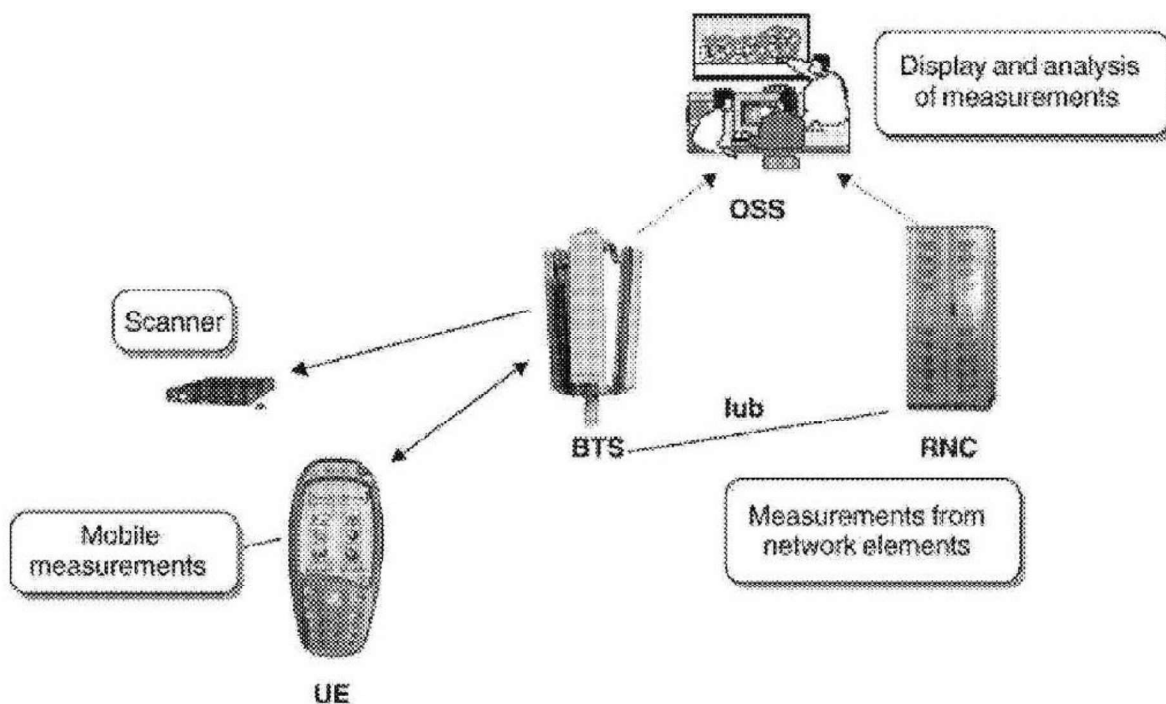 Display and analysis
of measurements
OSS
Scanner
Iub
BTS
RNC
Mobile
measurements
Measurements from
network elements
UE